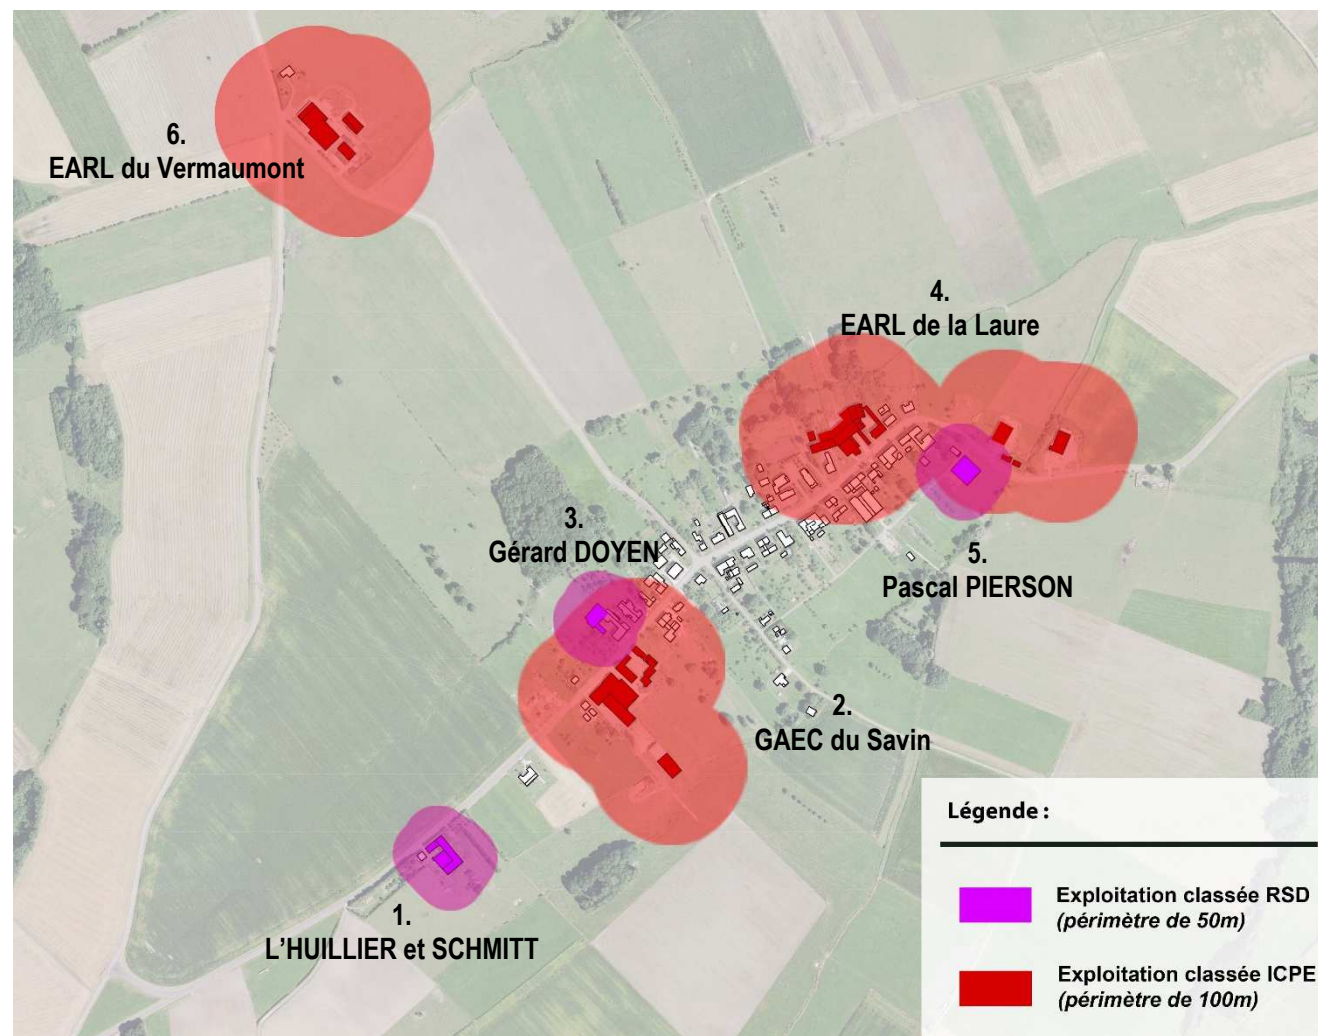 6.
EARL du Vermaumont
4.
EARL de la Laure
3.
Gérard DOYEN
5.
Pascal PIERSON
2.
GAEC du Savin
1.
L'HUILLIER et SCHMITT
Légende :
Exploitation classée RSD
(périmètre de 50m)
Exploitation classée ICPE
(périmètre de 100m)